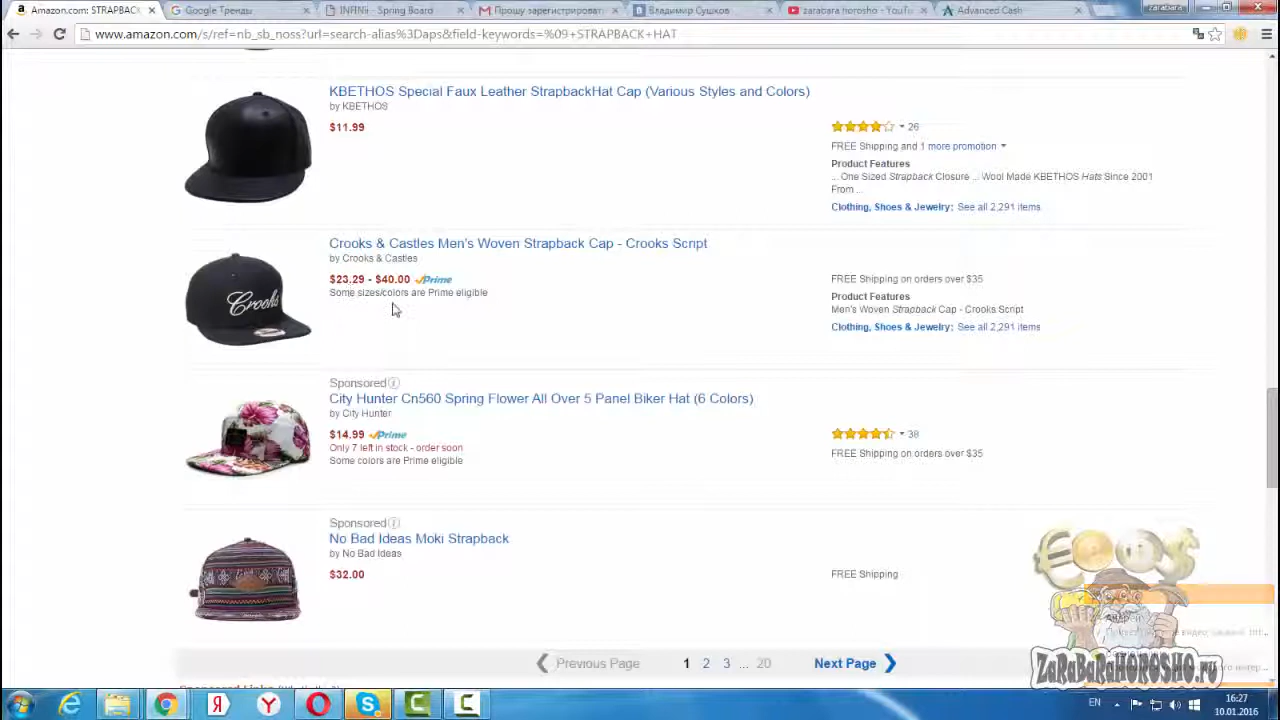 Amazon.com: STRAPBACK
Google Тренды
INFINii - Spring Board
Прошу зарегистрироват
Владимир Сушков
zarabara horosho - YouTu
Advanced Cash
zarabara
www.amazon.com/s/ref=nb_sb_noss?url=search-alias%3Daps&field-keywords=%09+STRAPBACK+HAT
KBETHOS Special Faux Leather StrapbackHat Cap (Various Styles and Colors)
by KBETHOS
$11.99
26
FREE Shipping and 1 more promotion
Product Features
... One Sized Strapback Closure ... Wool Made KBETHOS Hats Since 2001
From ...
Clothing, Shoes & Jewelry: See all 2,291 items
Crooks & Castles Men's Woven Strapback Cap - Crooks Script
by Crooks & Castles
$23.29 - $40.00 Prime
Some sizes/colors are Prime eligible
FREE Shipping on orders over $35
Product Features
Men's Woven Strapback Cap - Crooks Script
Clothing, Shoes & Jewelry: See all 2,291 items
Crooks
Sponsored
City Hunter Cn560 Spring Flower All Over 5 Panel Biker Hat (6 Colors)
by City Hunter
$14.99 Prime
Only 7 left in stock - order soon
Some colors are Prime eligible
38
FREE Shipping on orders over $35
Sponsored
No Bad Ideas Moki Strapback
by No Bad Ideas
$32.00
FREE Shipping
Previous Page 1 2 3 ... 20 Next Page
ZaRaBaRaHOROSHO.ru
EN
16:27
10.01.2016